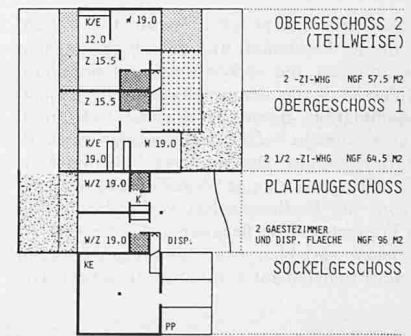 K/E
W 19.0
12.0
Z 15.5
Z 15.5
K/E
19.0
W 19.0
W/Z 19.0
K
W/Z 19.0
DISP.
KE
PP
OBERGESCHOSS 2
(TEILWEISE)
2 -ZI-WHG NGF 57.5 M2
OBERGESCHOSS 1
2 1/2 -ZI-WHG NGF 64.5 M2
PLATEAUGESCHOSS
2 GAESTEZIMMER
UND DISP. FLAECHE NGF 96 M2
SOCKELGESCHOSS